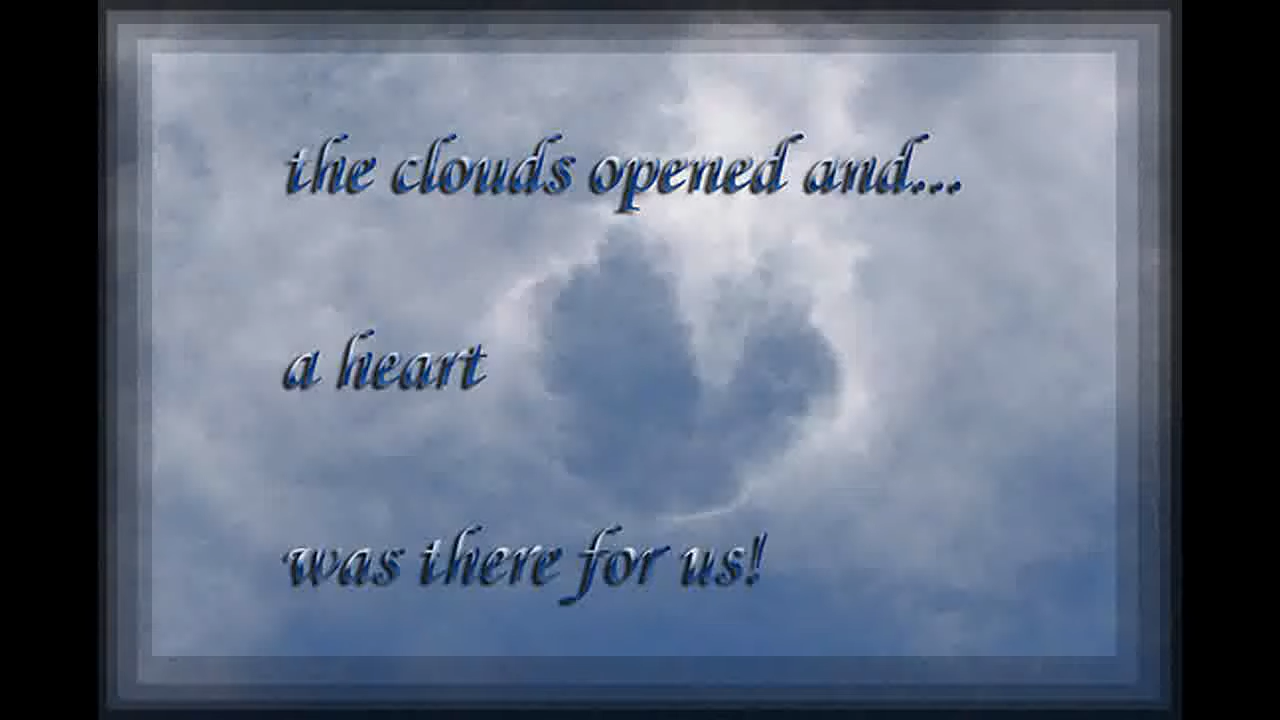 the clouds opened and...
a heart
was there for us!